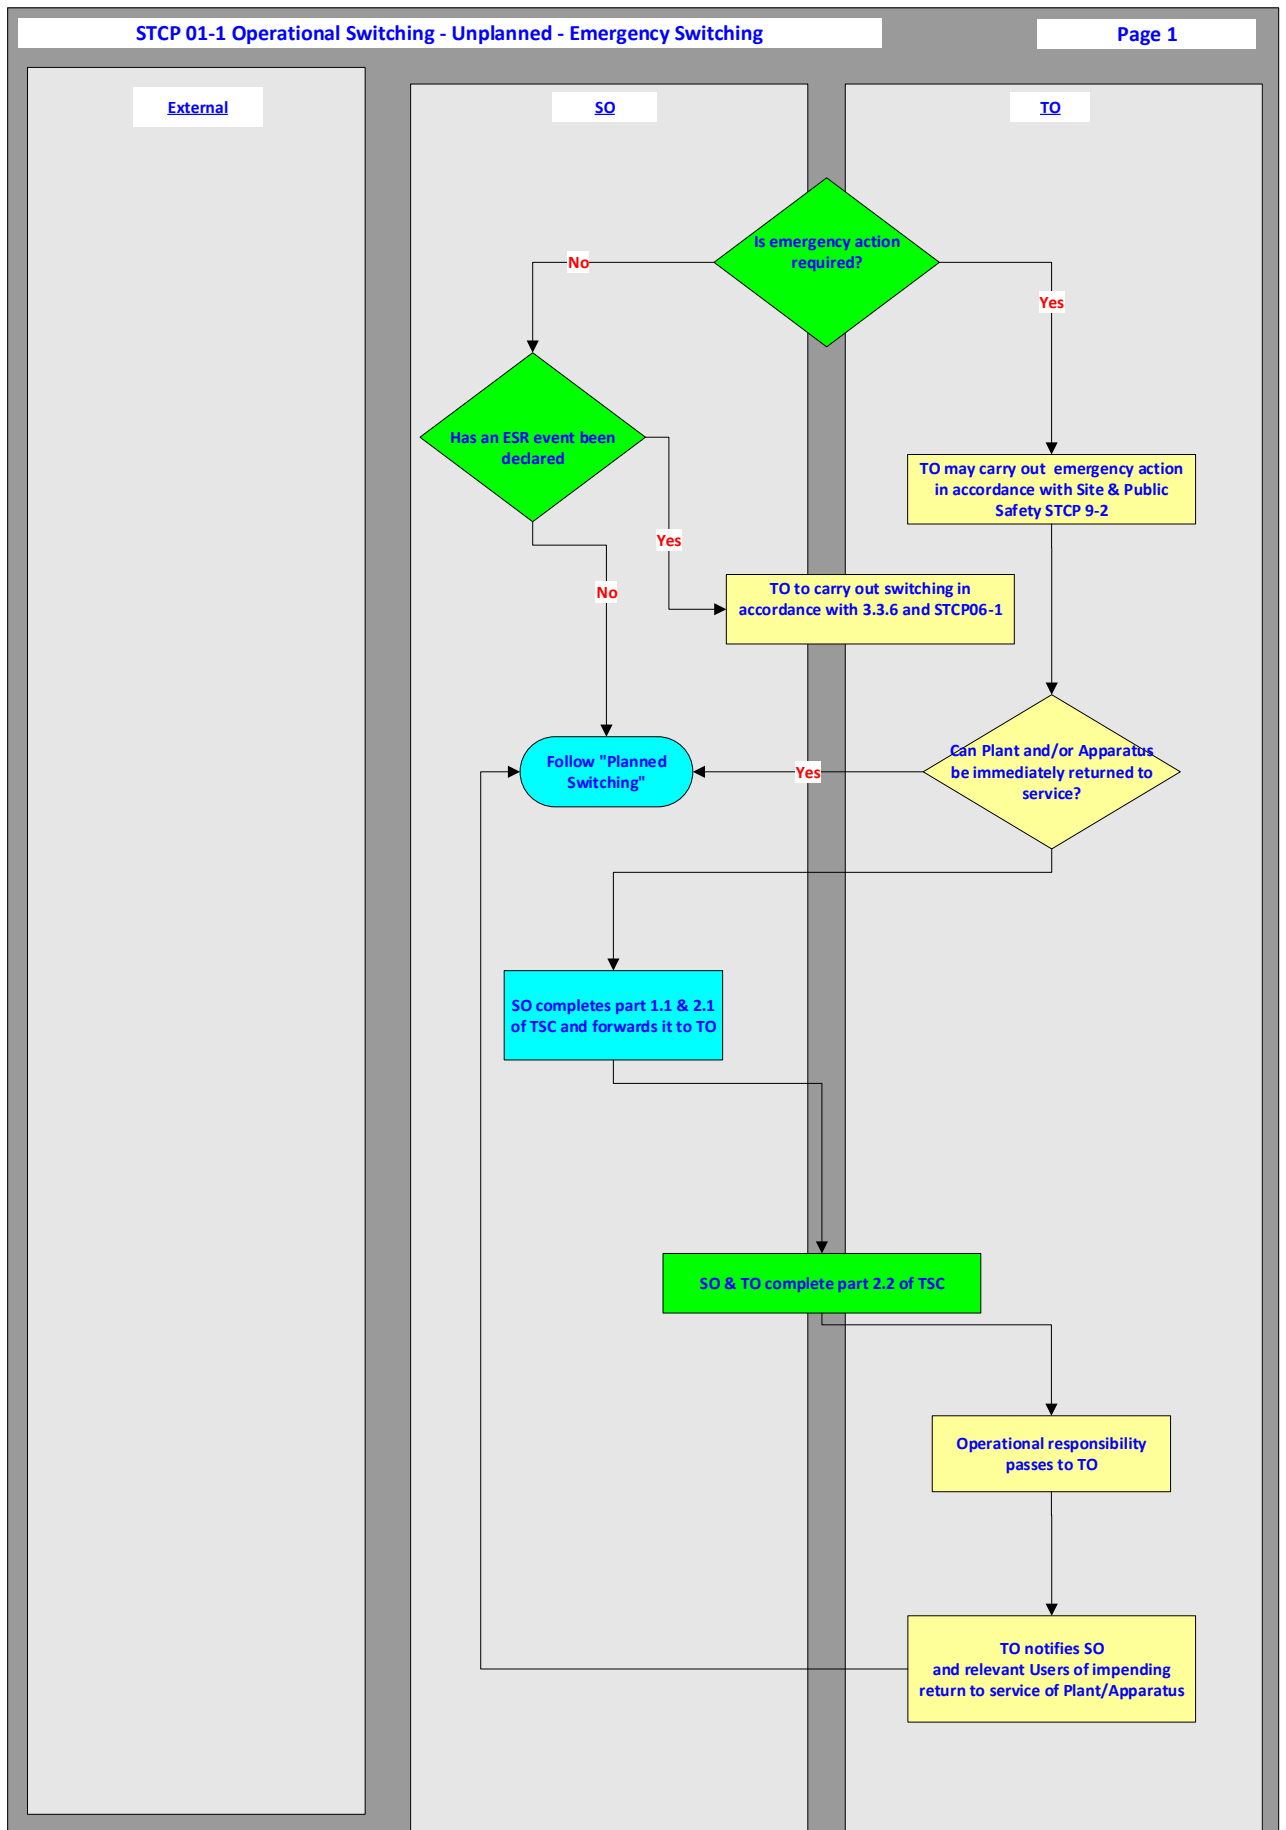 STCP 01-1 Operational Switching - Unplanned - Emergency Switching
Page 1
External
SO
TO
Is emergency action
required?
No
Yes
Has an ESR event been
declared
TO may carry out  emergency action
in accordance with Site & Public
Safety STCP 9-2
Yes
No
TO to carry out switching in
accordance with 3.3.6 and STCP06-1
Can Plant and/or Apparatus
be immediately returned to
service?
Yes
Follow "Planned
Switching"
SO completes part 1.1 & 2.1
of TSC and forwards it to TO
SO & TO complete part 2.2 of TSC
Operational responsibility
passes to TO
TO notifies SO
and relevant Users of impending
return to service of Plant/Apparatus